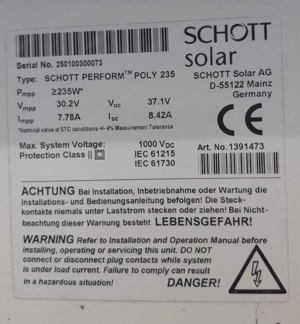 SCHOTT
solar
Serial No. 250100300073
Type: SCHOTT PERFORM™ POLY 235
Pmpp ≥235W*
Vmpp 30.2V Voc 37.1V
Impp 7.78A Isc 8.42A
*Nominal value at STC conditions +/-4% Measurement Tolerance
SCHOTT Solar AG
D-55122 Mainz
Germany
CE
Max. System Voltage: 1000 VDC
Protection Class II IEC 61215
IEC 61730
Art. No. 1391473
ACHTUNG Bei Installation, Inbetriebnahme oder Wartung die
Installations- und Bedienungsanleitung befolgen! Die Steck-
kontakte niemals unter Laststrom stecken oder ziehen! Bei Nicht-
beachtung dieser Warnung besteht LEBENSGEFAHR!
WARNING Refer to Installation and Operation Manual before
installing, operating or servicing this unit. DO NOT
connect or disconnect plug contacts while system
is under load current. Failure to comply can result
in a hazardous situation! DANGER!